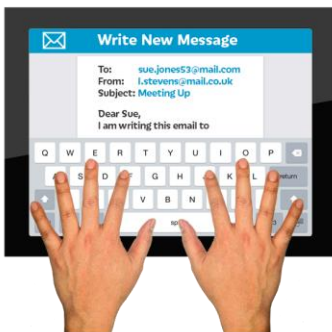 Write New Message
To: sue.jones53@mail.com
From: l.stevens@mail.co.uk
Subject: Meeting Up
Dear Sue,
I am writing this email to
Q W E R T Y U I O P
S D G H K L return
V B N